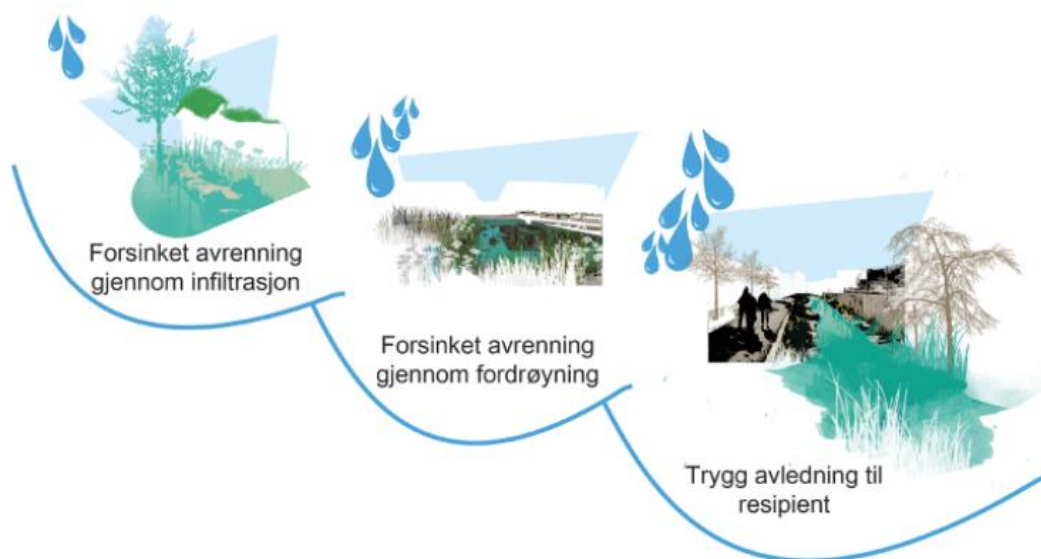 Forsinket avrenning
gjennom infiltrasjon
Forsinket avrenning
gjennom fordrøyning
Trygg avledning til
resipient